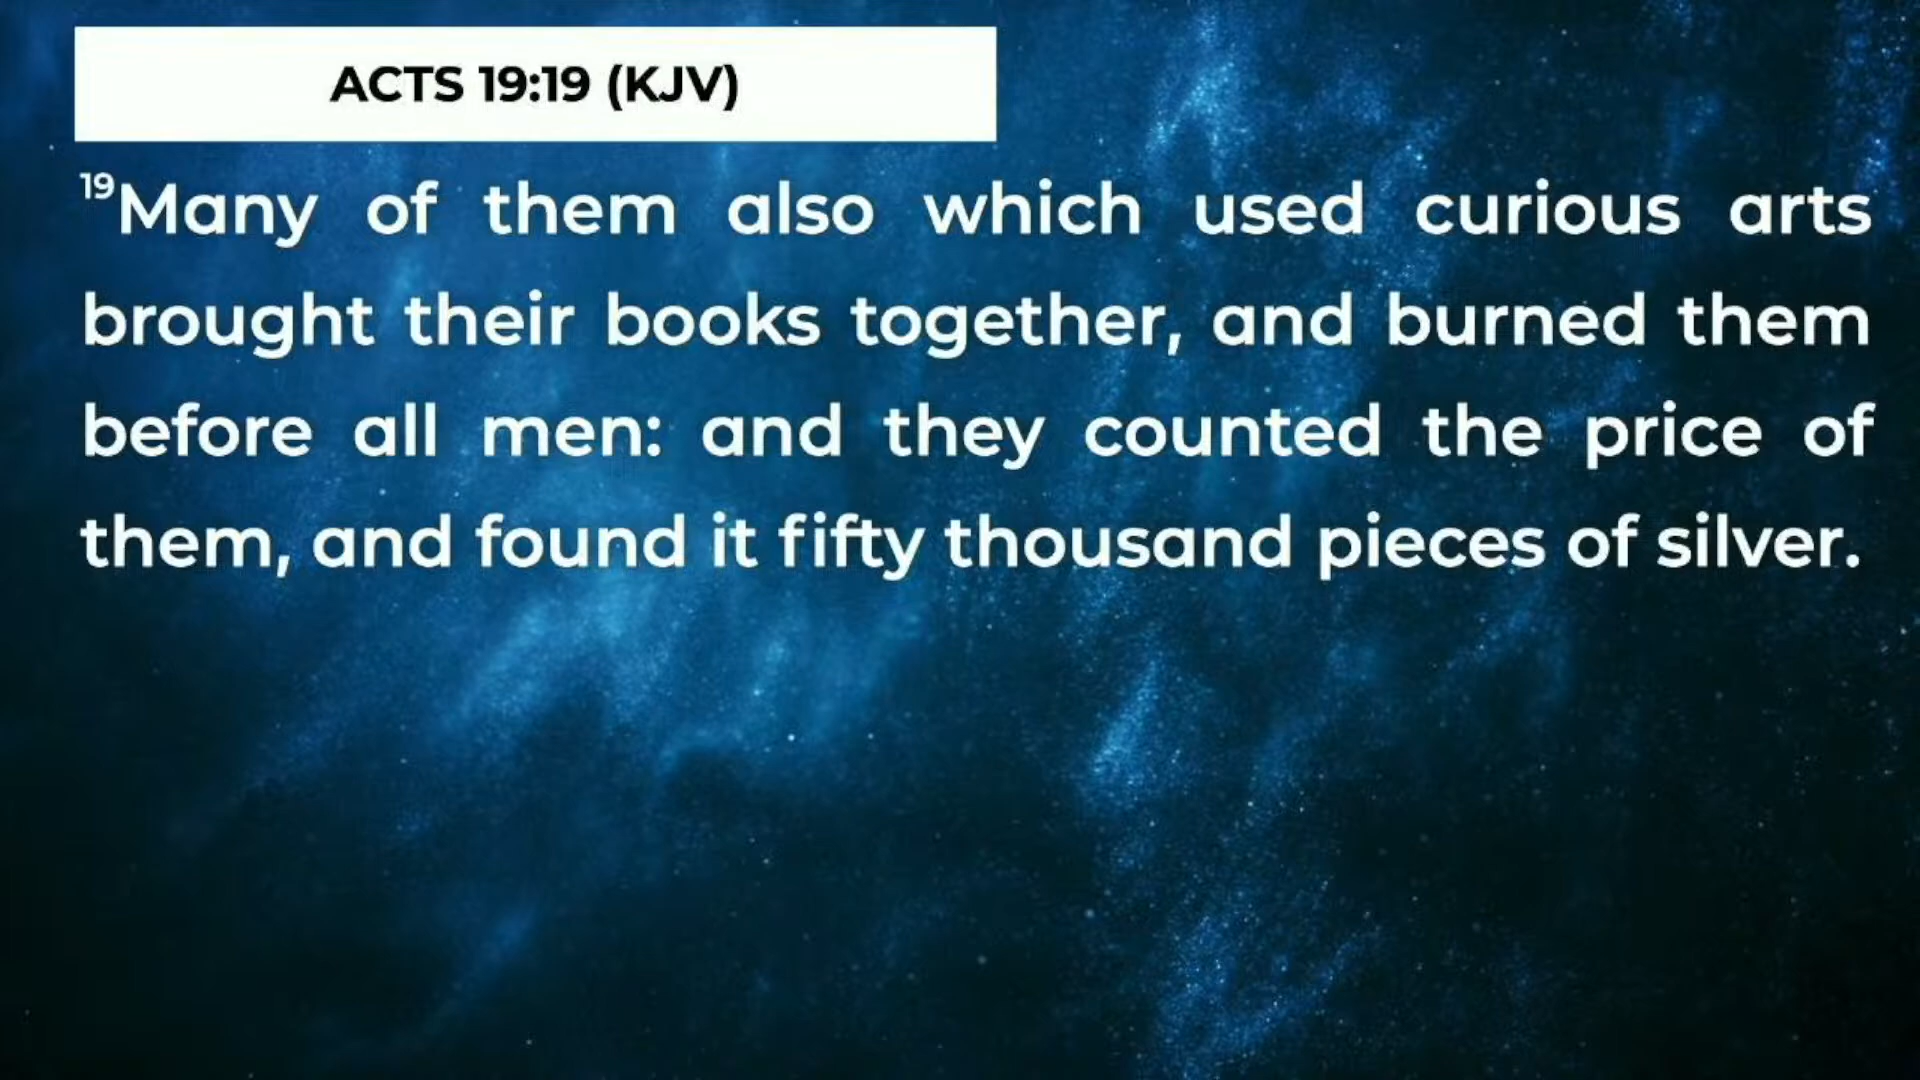 ACTS 19:19 (KJV)
19Many of them also which used curious arts
brought their books together, and burned them
before all men: and they counted the price of
them, and found it fifty thousand pieces of silver.